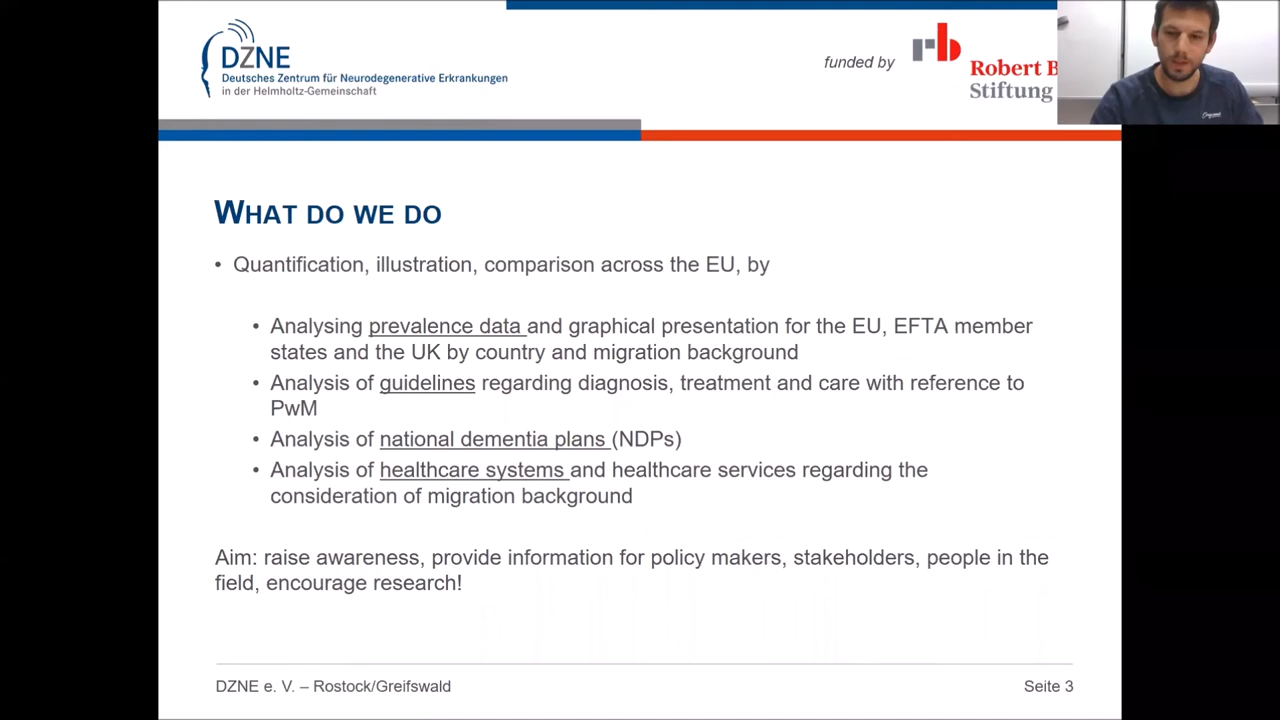 DZNE
Deutsches Zentrum für Neurodegenerative Erkrankungen
in der Helmholtz-Gemeinschaft
funded by
rb
Robert B
Stiftung
WHAT DO WE DO
• Quantification, illustration, comparison across the EU, by
• Analysing prevalence data and graphical presentation for the EU, EFTA member
states and the UK by country and migration background
• Analysis of guidelines regarding diagnosis, treatment and care with reference to
PwM
• Analysis of national dementia plans (NDPs)
• Analysis of healthcare systems and healthcare services regarding the
consideration of migration background
Aim: raise awareness, provide information for policy makers, stakeholders, people in the
field, encourage research!
DZNE e. V. – Rostock/Greifswald
Seite 3